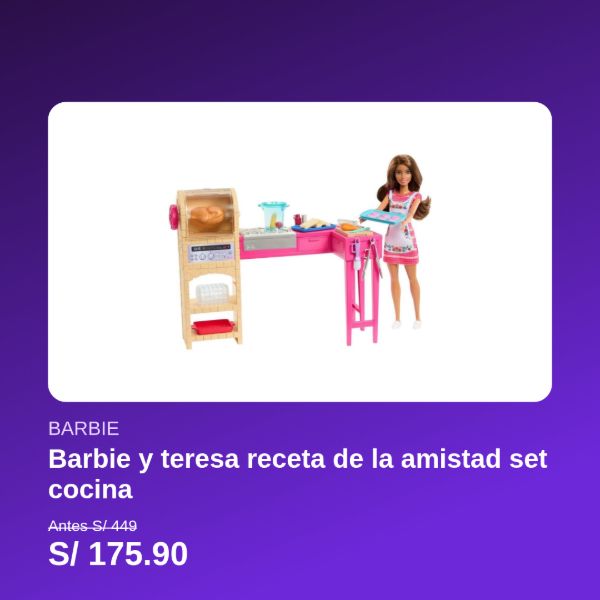 BARBIE
Barbie y teresa receta de la amistad set
cocina
Antes S/ 449
S/ 175.90